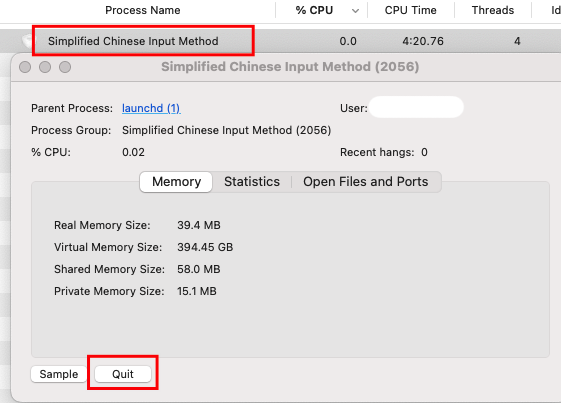 Process Name % CPU CPU Time Threads Id
Simplified Chinese Input Method 0.0 4:20.76 4
Simplified Chinese Input Method (2056)
Parent Process: launchd (1) User:
Process Group: Simplified Chinese Input Method (2056)
% CPU: 0.02 Recent hangs: 0
Memory Statistics Open Files and Ports
Real Memory Size: 39.4 MB
Virtual Memory Size: 394.45 GB
Shared Memory Size: 58.0 MB
Private Memory Size: 15.1 MB
Sample Quit